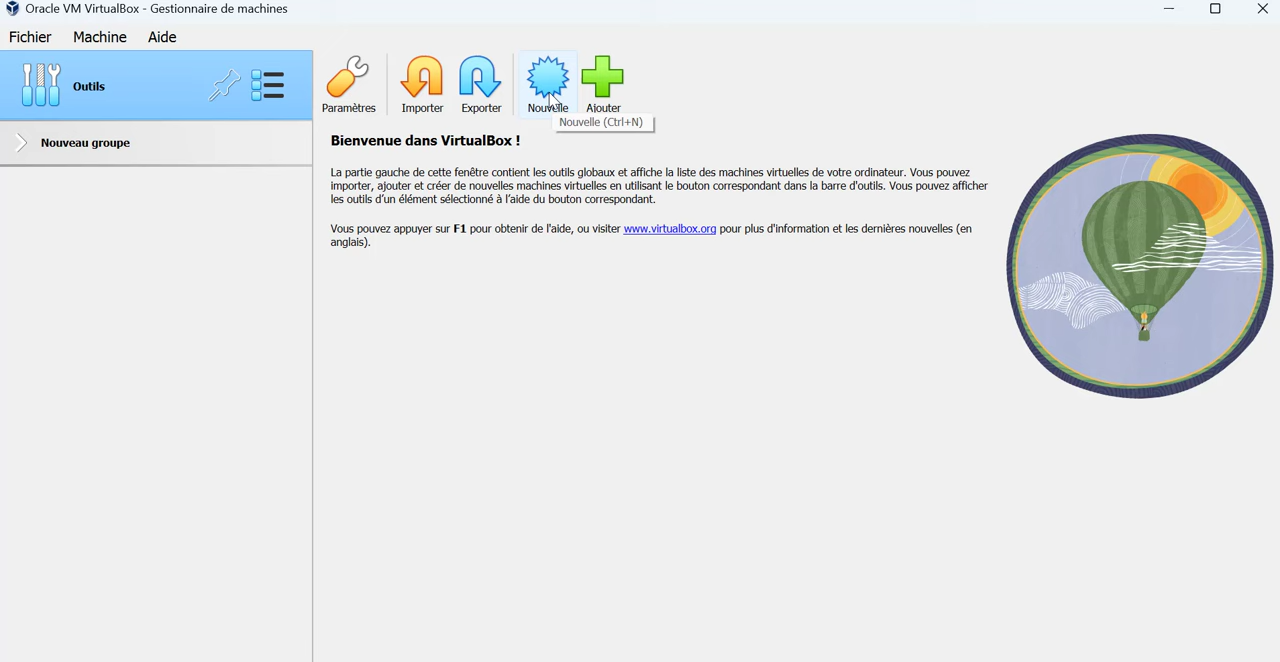 Oracle VM VirtualBox - Gestionnaire de machines
Fichier Machine Aide
Outils
Nouveau groupe
Paramètres Importer Exporter Nouvelle Ajouter
Nouvelle (Ctrl+N)
Bienvenue dans VirtualBox !
La partie gauche de cette fenêtre contient les outils globaux et affiche la liste des machines virtuelles de votre ordinateur. Vous pouvez
importer, ajouter et créer de nouvelles machines virtuelles en utilisant le bouton correspondant dans la barre d'outils. Vous pouvez afficher
les outils d’un élément sélectionné à l’aide du bouton correspondant.
Vous pouvez appuyer sur F1 pour obtenir de l'aide, ou visiter www.virtualbox.org pour plus d'information et les dernières nouvelles (en
anglais).